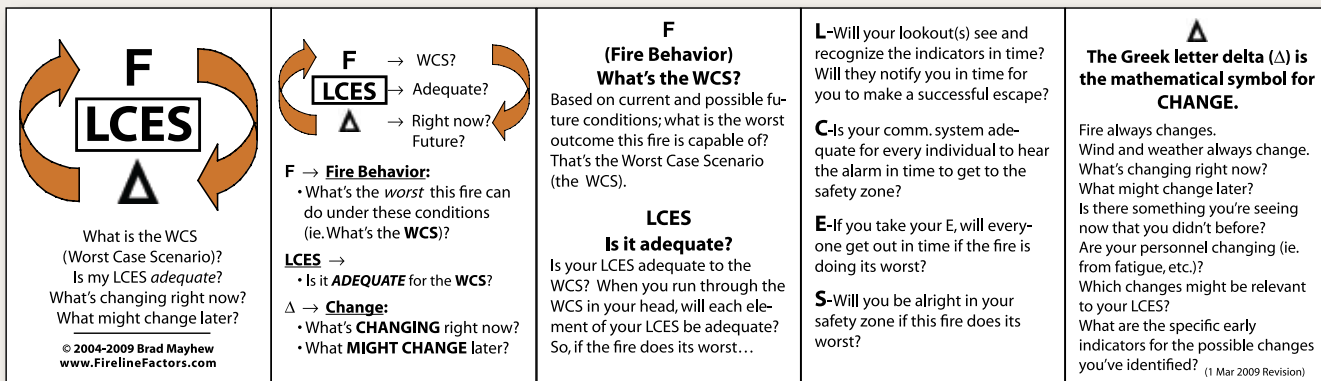 F
LCES
Δ
What is the WCS
(Worst Case Scenario)?
Is my LCES adequate?
What's changing right now?
What might change later?
© 2004-2009 Brad Mayhew
www.FirelineFactors.com
F → WCS?
LCES → Adequate?
Δ → Right now?
Future?
F → Fire Behavior:
• What's the worst this fire can
do under these conditions
(ie. What's the WCS)?
LCES →
• Is it ADEQUATE for the WCS?
Δ → Change:
• What's CHANGING right now?
• What MIGHT CHANGE later?
F
(Fire Behavior)
What's the WCS?
Based on current and possible fu-
ture conditions; what is the worst
outcome this fire is capable of?
That's the Worst Case Scenario
(the WCS).
LCES
Is it adequate?
Is your LCES adequate to the
WCS? When you run through the
WCS in your head, will each ele-
ment of your LCES be adequate?
So, if the fire does its worst...
L-Will your lookout(s) see and
recognize the indicators in time?
Will they notify you in time for
you to make a successful escape?
C-Is your comm. system ade-
quate for every individual to hear
the alarm in time to get to the
safety zone?
E-If you take your E, will every-
one get out in time if the fire is
doing its worst?
S-Will you be alright in your
safety zone if this fire does its
worst?
Δ
The Greek letter delta (Δ) is
the mathematical symbol for
CHANGE.
Fire always changes.
Wind and weather always change.
What's changing right now?
What might change later?
Is there something you're seeing
now that you didn't before?
Are your personnel changing (ie.
from fatigue, etc.)?
Which changes might be relevant
to your LCES?
What are the specific early
indicators for the possible changes
you've identified? (1 Mar 2009 Revision)